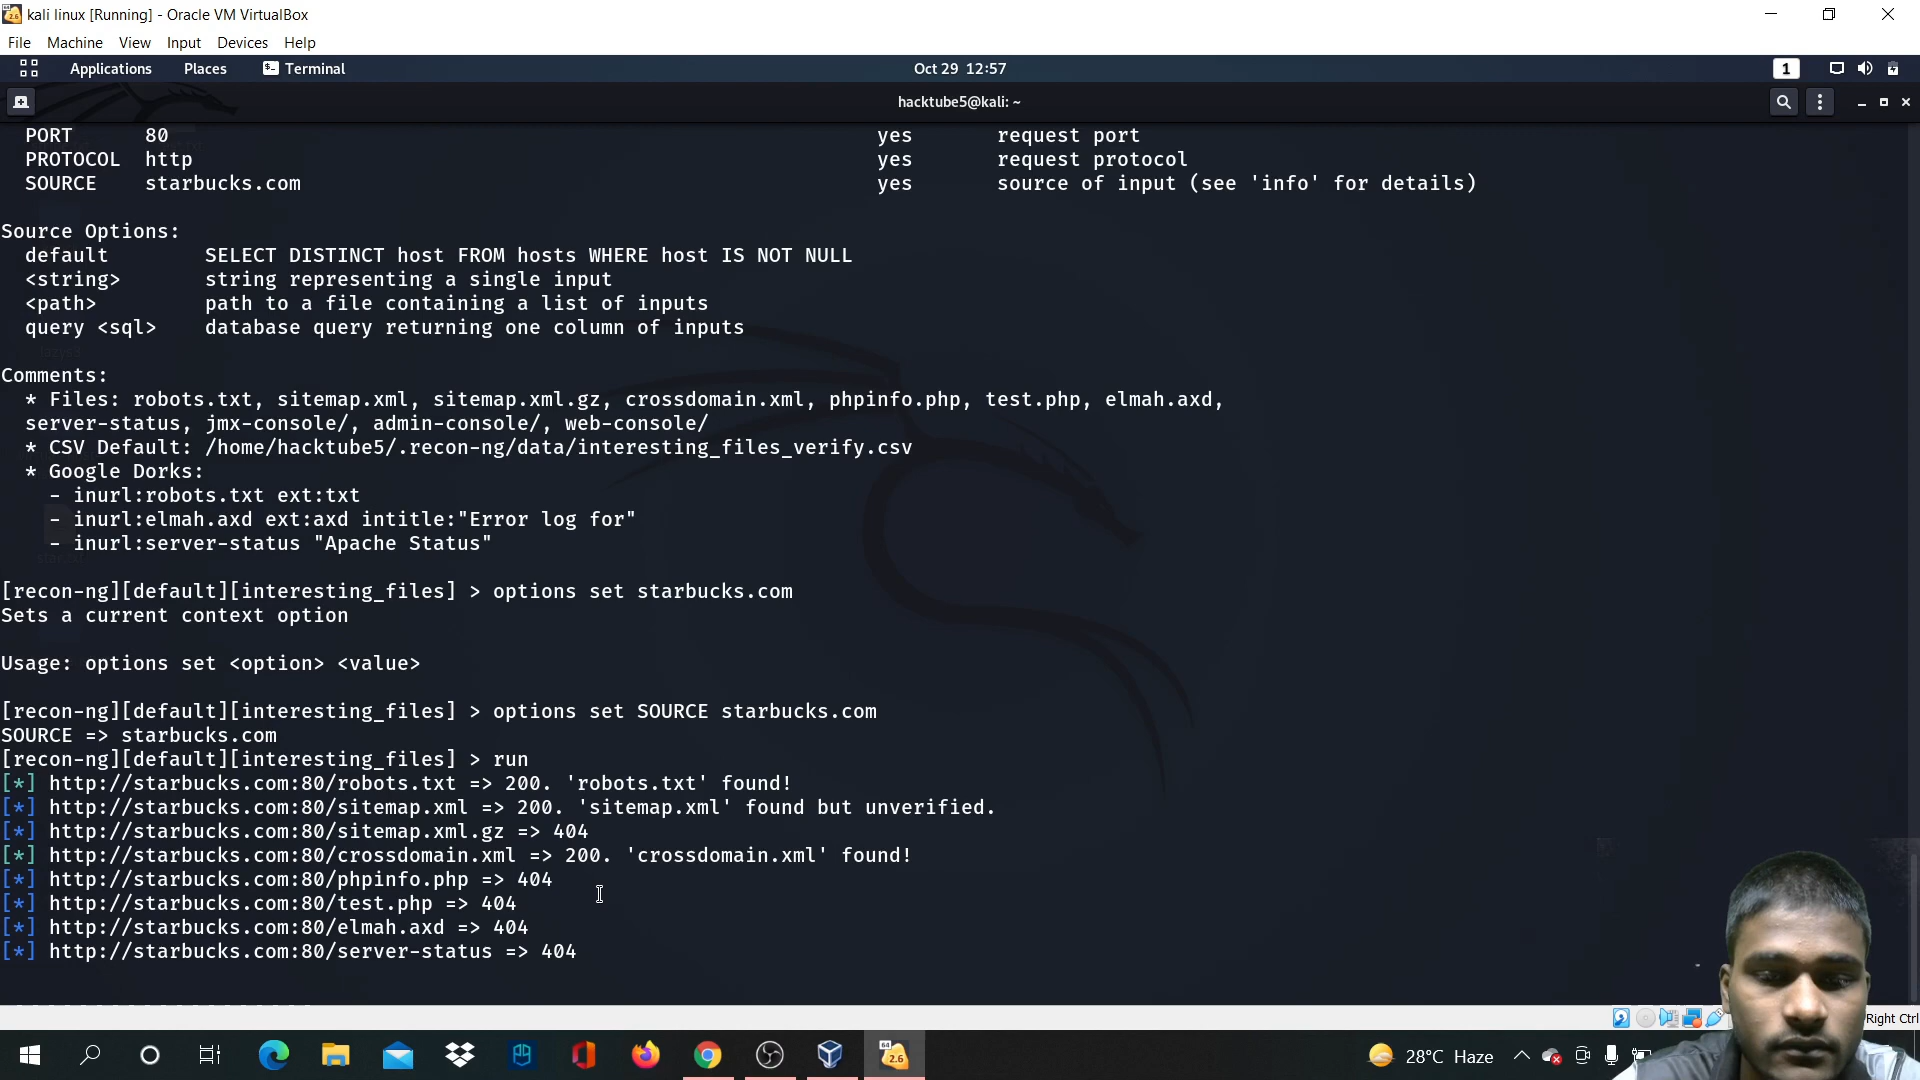 kali linux [Running] - Oracle VM VirtualBox
File Machine View Input Devices Help
Applications Places Terminal Oct 29 12:57 1
hacktube5@kali: ~
PORT 80 yes request port
PROTOCOL http yes request protocol
SOURCE starbucks.com yes source of input (see 'info' for details)
Source Options:
default SELECT DISTINCT host FROM hosts WHERE host IS NOT NULL
<string> string representing a single input
<path> path to a file containing a list of inputs
query <sql> database query returning one column of inputs
Comments:
* Files: robots.txt, sitemap.xml, sitemap.xml.gz, crossdomain.xml, phpinfo.php, test.php, elmah.axd,
server-status, jmx-console/, admin-console/, web-console/
* CSV Default: /home/hacktube5/.recon-ng/data/interesting_files_verify.csv
* Google Dorks:
- inurl:robots.txt ext:txt
- inurl:elmah.axd ext:axd intitle:"Error log for"
- inurl:server-status "Apache Status"
[recon-ng][default][interesting_files] > options set starbucks.com
Sets a current context option
Usage: options set <option> <value>
[recon-ng][default][interesting_files] > options set SOURCE starbucks.com
SOURCE => starbucks.com
[recon-ng][default][interesting_files] > run
[*] http://starbucks.com:80/robots.txt => 200. 'robots.txt' found!
[*] http://starbucks.com:80/sitemap.xml => 200. 'sitemap.xml' found but unverified.
[*] http://starbucks.com:80/sitemap.xml.gz => 404
[*] http://starbucks.com:80/crossdomain.xml => 200. 'crossdomain.xml' found!
[*] http://starbucks.com:80/phpinfo.php => 404
[*] http://starbucks.com:80/test.php => 404
[*] http://starbucks.com:80/elmah.axd => 404
[*] http://starbucks.com:80/server-status => 404
Right Ctrl
64 2.6 28°C Haze